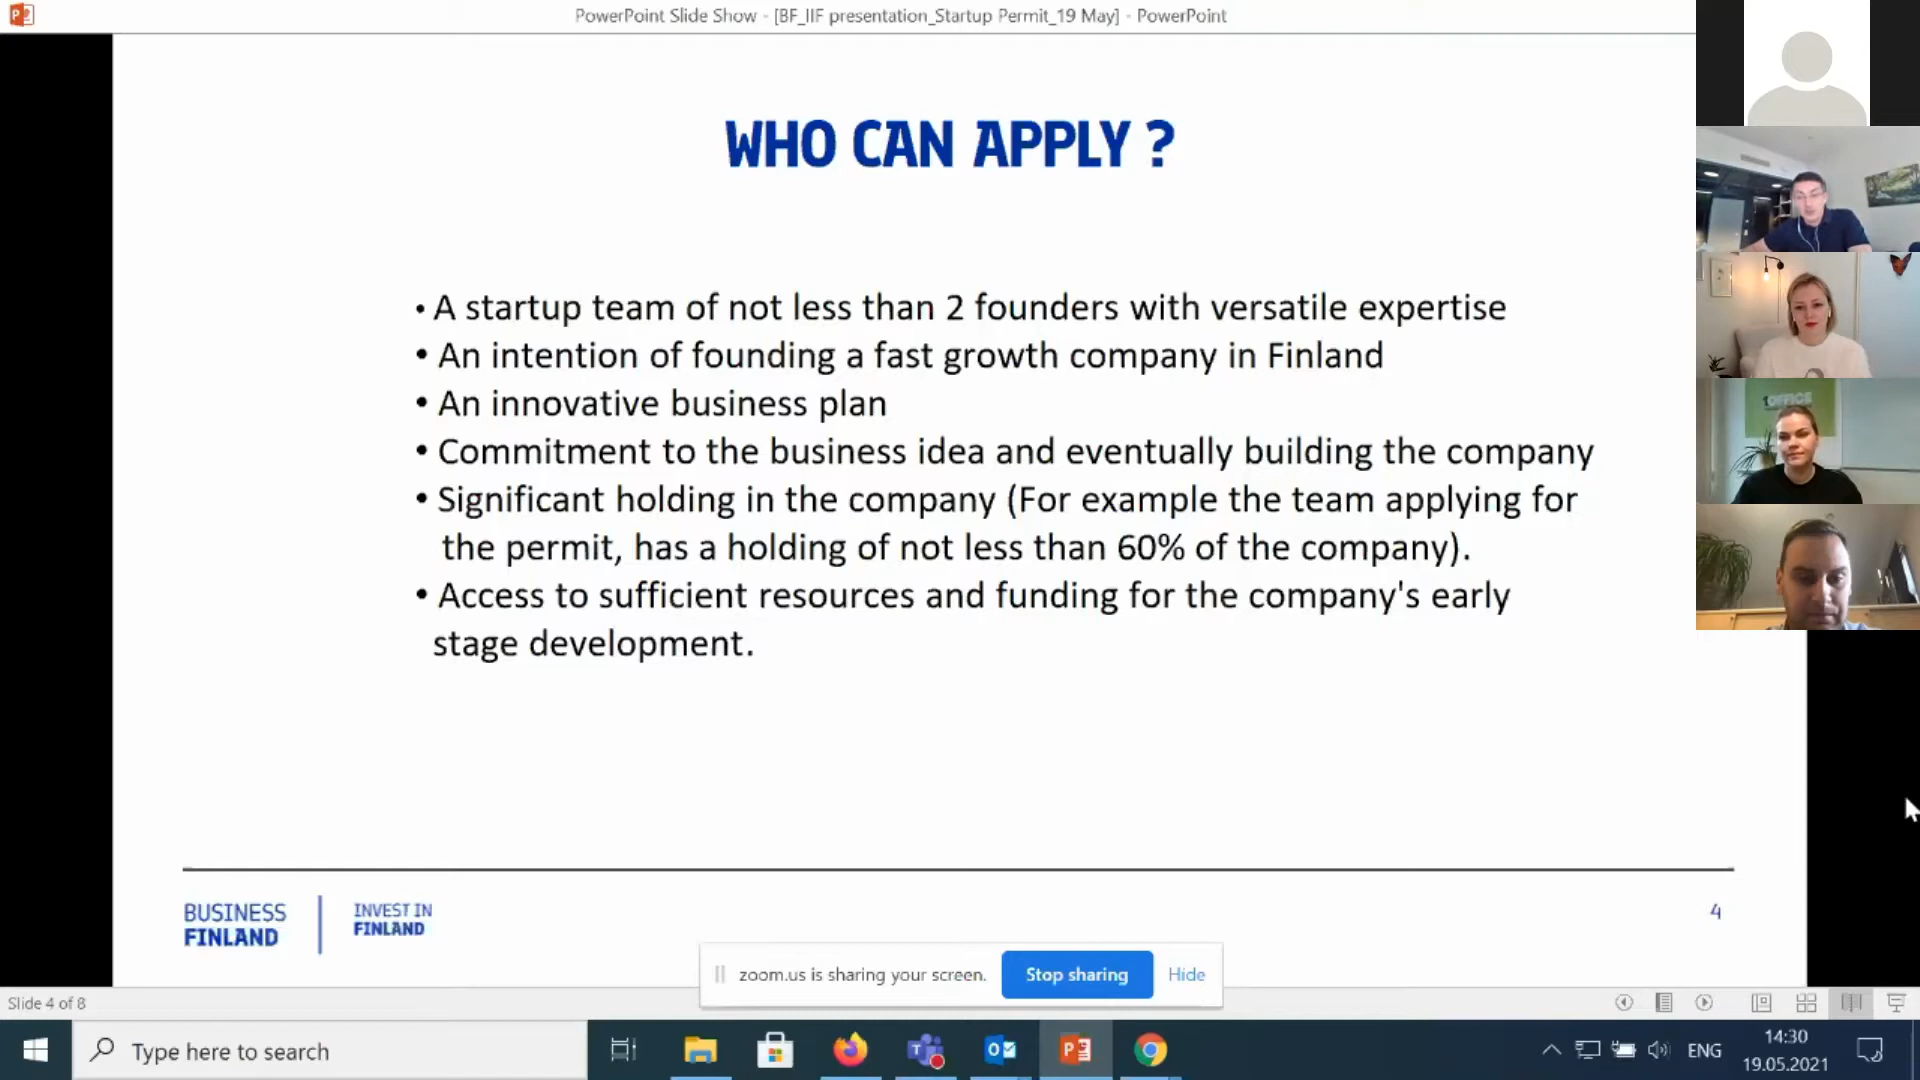 PowerPoint Slide Show - [BF_IIF presentation_Startup Permit_19 May] - PowerPoint
WHO CAN APPLY ?
• A startup team of not less than 2 founders with versatile expertise
• An intention of founding a fast growth company in Finland
• An innovative business plan
• Commitment to the business idea and eventually building the company
• Significant holding in the company (For example the team applying for
the permit, has a holding of not less than 60% of the company).
• Access to sufficient resources and funding for the company's early
stage development.
1OFFICE
BUSINESS
FINLAND
INVEST IN
FINLAND
4
zoom.us is sharing your screen.
Stop sharing
Hide
Slide 4 of 8
Type here to search
ENG
14:30
19.05.2021